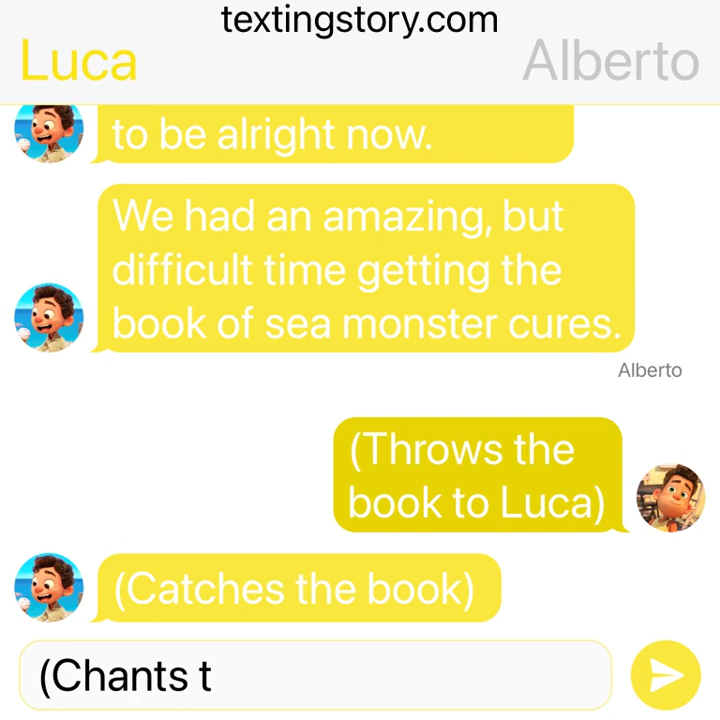 textingstory.com
Luca
Alberto
to be alright now.
We had an amazing, but
difficult time getting the
book of sea monster cures.
Alberto
(Throws the
book to Luca)
(Catches the book)
(Chants t